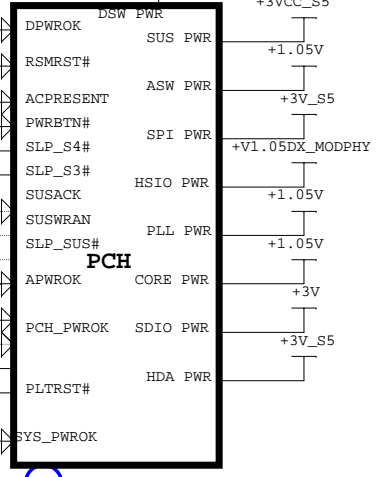 +3VCC_S5
DSW PWR
DPWROK
SUS PWR
+1.05V
RSMRST#
ASW PWR
+3V_S5
ACPRESENT
PWRBTN#
SPI PWR
+V1.05DX_MODPHY
SLP_S4#
SLP_S3#
HSIO PWR
+1.05V
SUSACK
SUSWRAN
PLL PWR
+1.05V
SLP_SUS#
PCH
APWROK
CORE PWR
+3V
PCH_PWROK
SDIO PWR
+3V_S5
HDA PWR
PLTRST#
SYS_PWROK